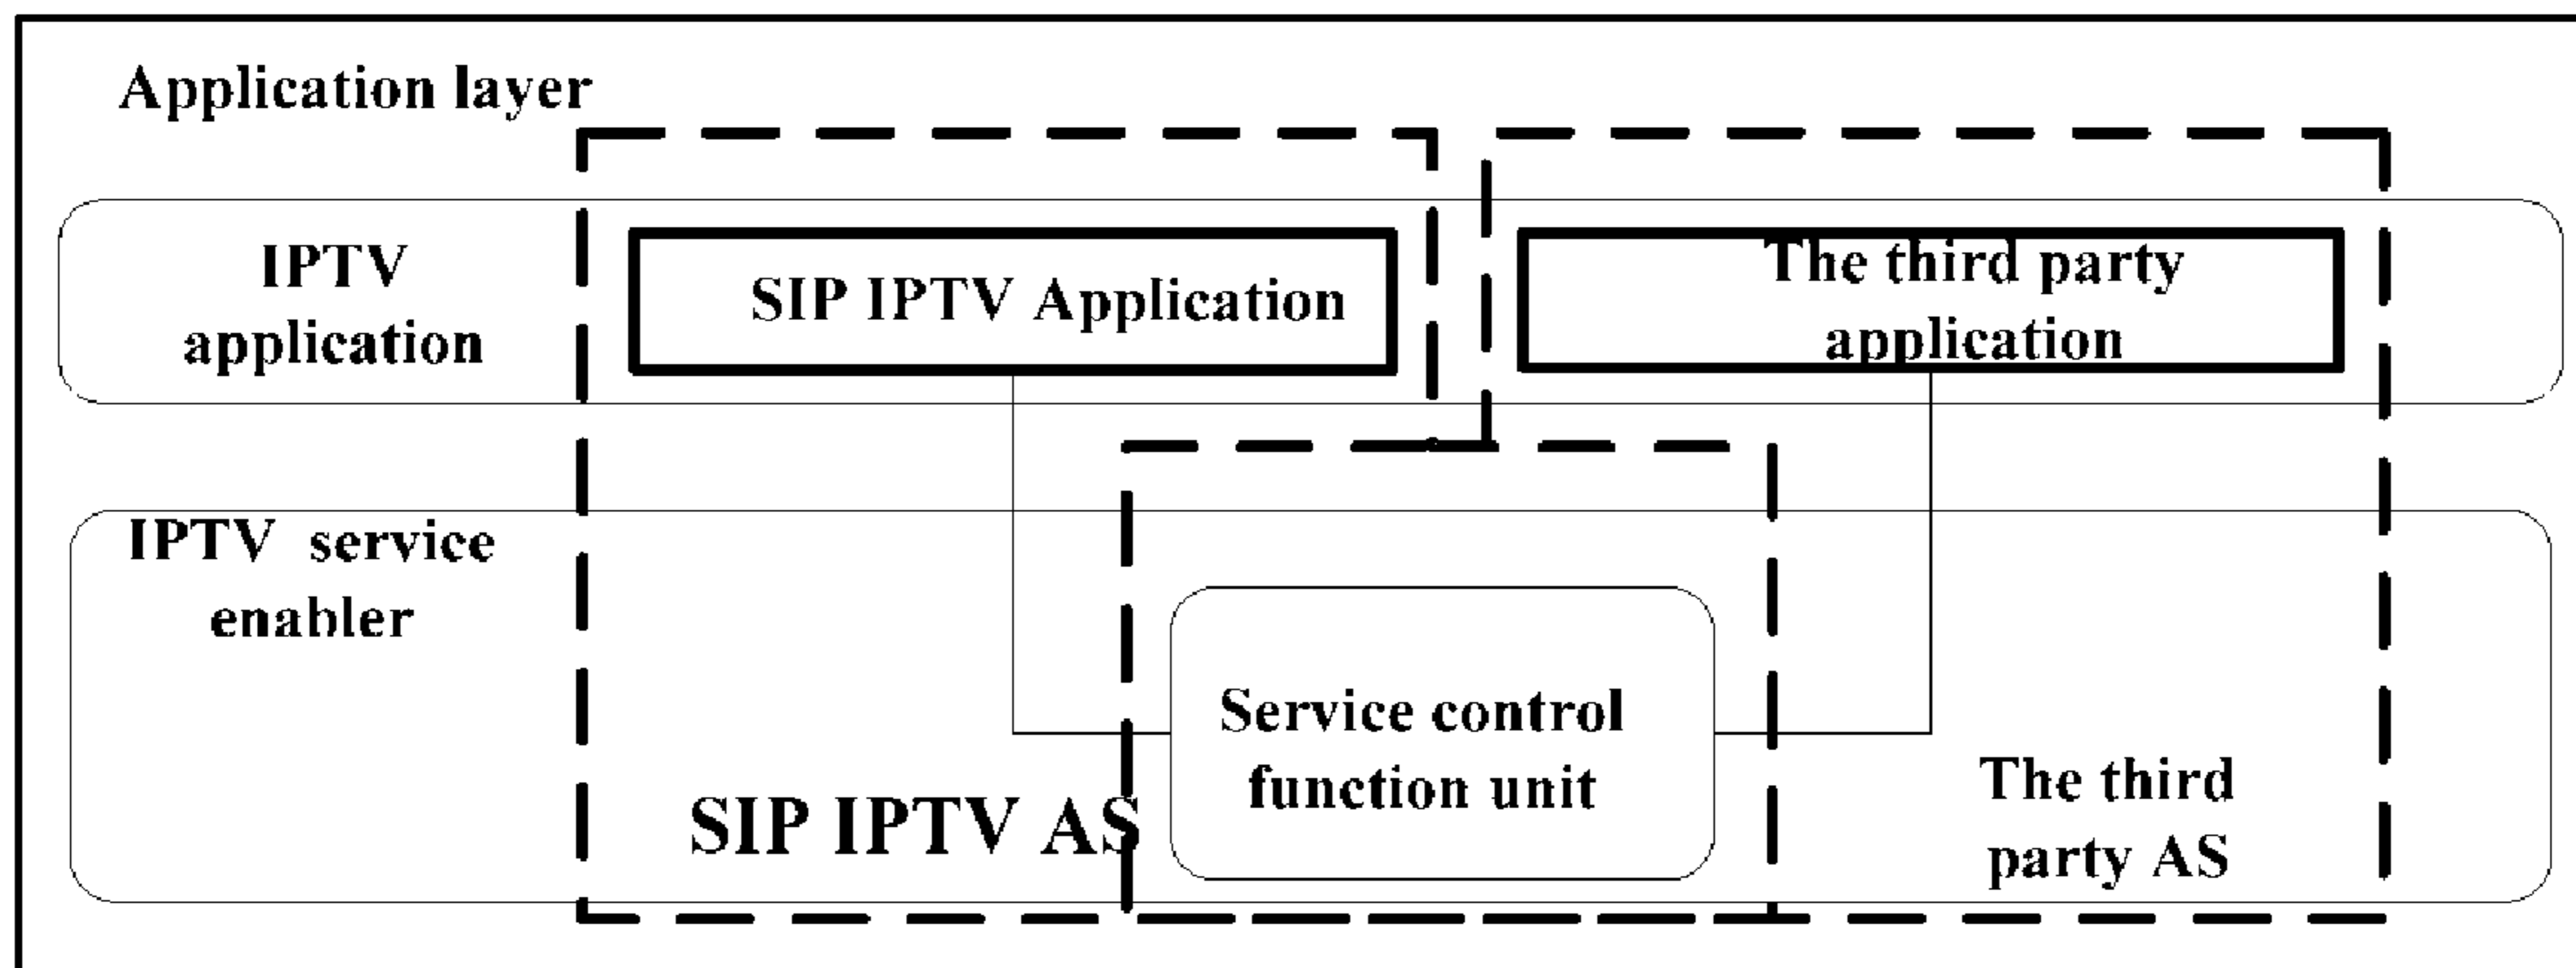 Application layer
IPTV
application
SIP IPTV Application
The third party
application
IPTV service
enabler
Service control
function unit
SIP IPTV AS
The third
party AS